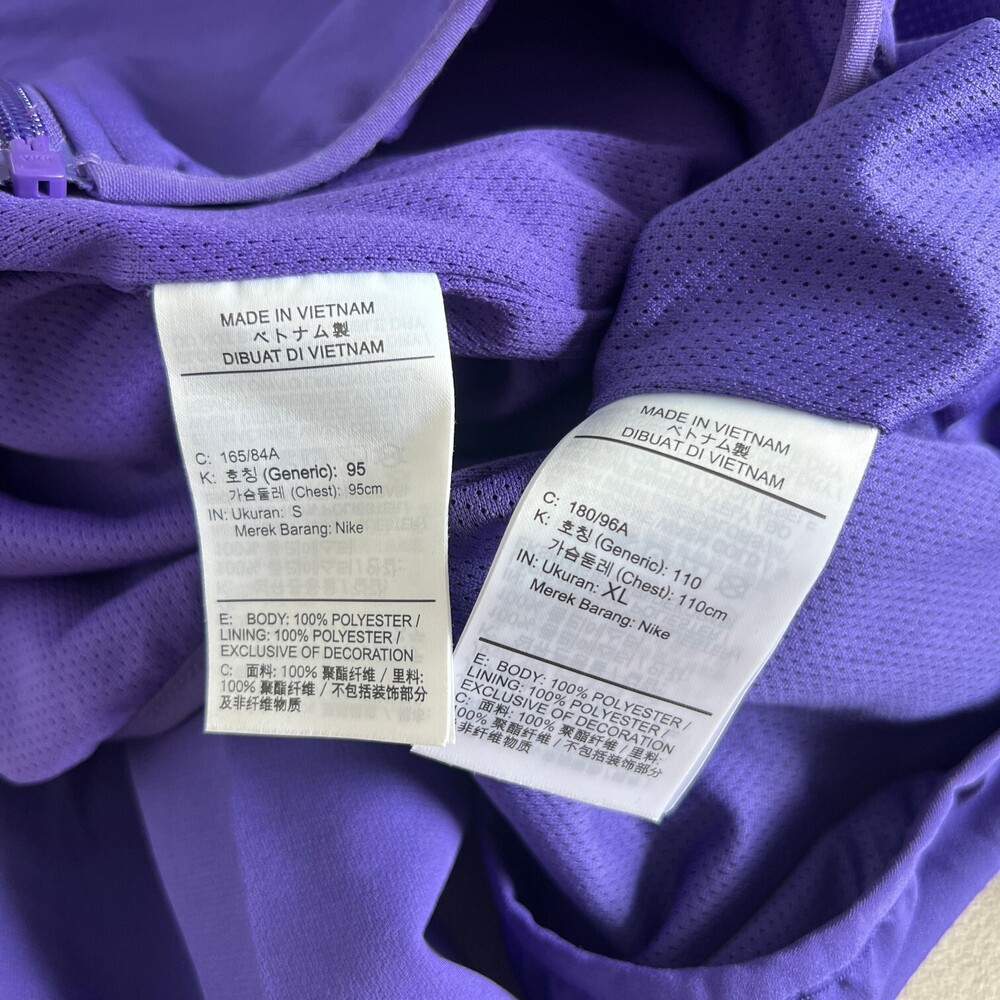 MADE IN VIETNAM
ベトナム製
DIBUAT DI VIETNAM
C: 165/84A
K: 호칭 (Generic): 95
가슴둘레 (Chest): 95cm
IN: Ukuran: S
Merek Barang: Nike
E: BODY: 100% POLYESTER /
LINING: 100% POLYESTER /
EXCLUSIVE OF DECORATION
C: 面料: 100% 聚酯纤维 / 里料:
100% 聚酯纤维 / 不包括装饰部分
及非纤维物质
MADE IN VIETNAM
ベトナム製
DIBUAT DI VIETNAM
C: 180/96A
K: 호칭 (Generic): 110
가슴둘레 (Chest): 110cm
IN: Ukuran: XL
Merek Barang: Nike
E: BODY: 100% POLYESTER /
LINING: 100% POLYESTER /
EXCLUSIVE OF DECORATION
C: 面料: 100% 聚酯纤维 / 里料:
100% 聚酯纤维 / 不包括装饰部分
非纤维物质